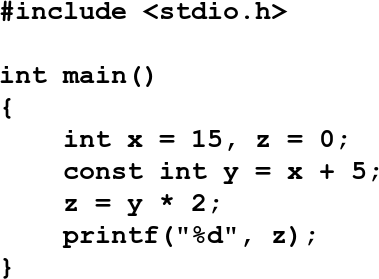 #include <stdio.h>
int main()
{
    int x = 15, z = 0;
    const int y = x + 5;
    z = y * 2;
    printf("%d", z);
}